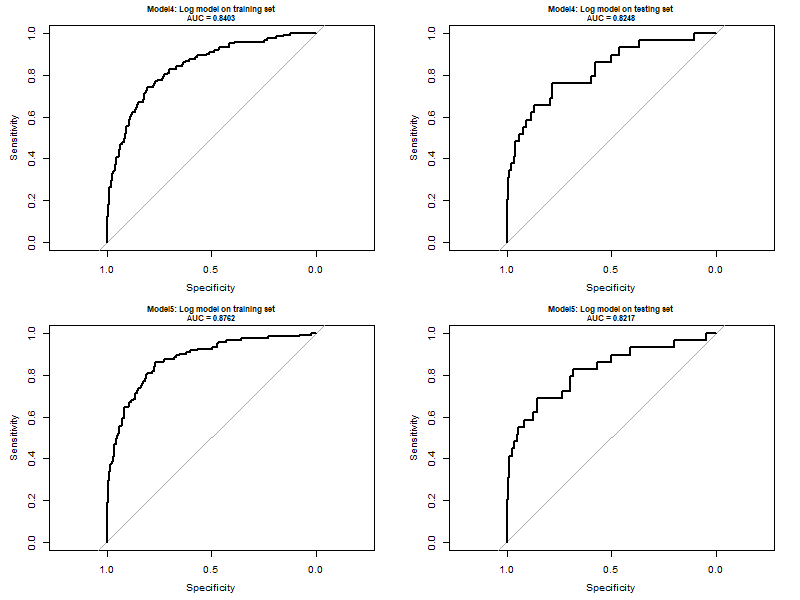 Model4: Log model on training set
AUC = 0.8403
Sensitivity
0.0 0.2 0.4 0.6 0.8 1.0
1.0 0.5 0.0
Specificity
Model4: Log model on testing set
AUC = 0.8248
Sensitivity
0.0 0.2 0.4 0.6 0.8 1.0
1.0 0.5 0.0
Specificity
Model5: Log model on training set
AUC = 0.8762
Sensitivity
0.0 0.2 0.4 0.6 0.8 1.0
1.0 0.5 0.0
Specificity
Model5: Log model on testing set
AUC = 0.8217
Sensitivity
0.0 0.2 0.4 0.6 0.8 1.0
1.0 0.5 0.0
Specificity